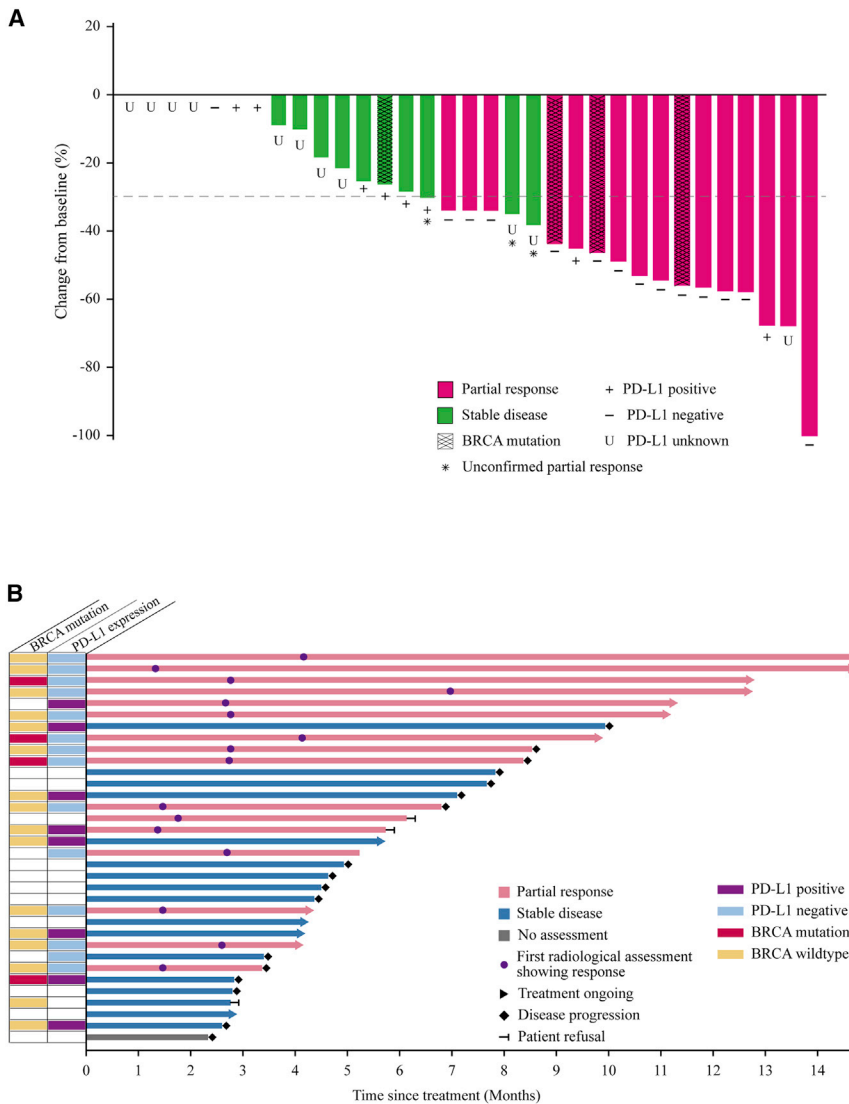 A
20
0
-20
-40
-60
-80
-100
Change from baseline (%)
U U U U − + +
U U U U + + + +
*
− − −
U U
* *
− + − − − − − − − − + U −
Partial response
Stable disease
BRCA mutation
* Unconfirmed partial response
+ PD-L1 positive
− PD-L1 negative
U PD-L1 unknown
B
BRCA mutation
PD-L1 expression
Partial response
Stable disease
No assessment
First radiological assessment
showing response
Treatment ongoing
Disease progression
Patient refusal
PD-L1 positive
PD-L1 negative
BRCA mutation
BRCA wildtype
0 1 2 3 4 5 6 7 8 9 10 11 12 13 14
Time since treatment (Months)